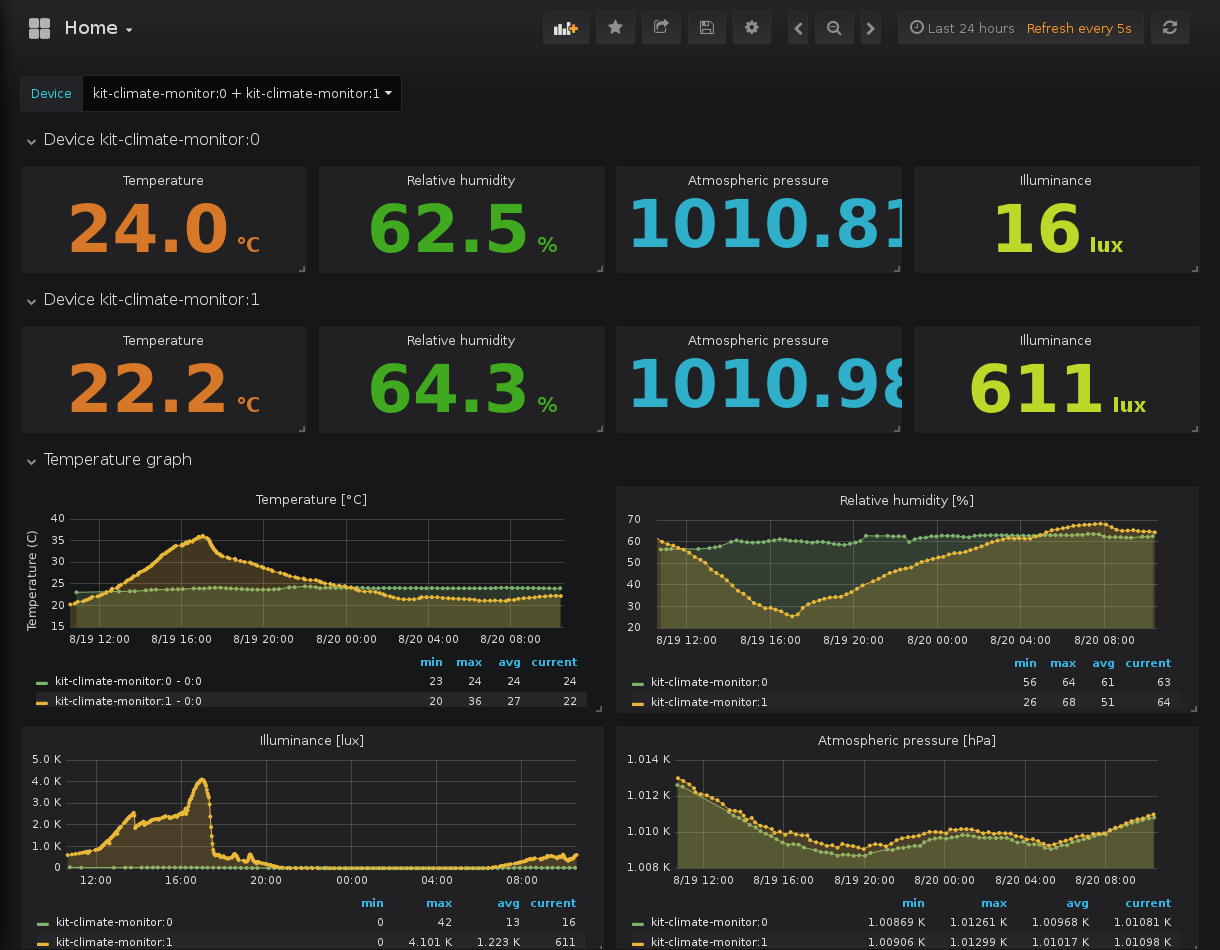 Home
Last 24 hours Refresh every 5s
Device kit-climate-monitor:0 + kit-climate-monitor:1
Device kit-climate-monitor:0
Temperature Relative humidity Atmospheric pressure Illuminance
24.0 °C 62.5 % 1010.81 16 lux
Device kit-climate-monitor:1
Temperature Relative humidity Atmospheric pressure Illuminance
22.2 °C 64.3 % 1010.98 611 lux
Temperature graph
Temperature [°C]
Temperature (C)
40
35
30
25
20
15
8/19 12:00 8/19 16:00 8/19 20:00 8/20 00:00 8/20 04:00 8/20 08:00
min max avg current
kit-climate-monitor:0 - 0:0 23 24 24 24
kit-climate-monitor:1 - 0:0 20 36 27 22
Relative humidity [%]
70
60
50
40
30
20
8/19 12:00 8/19 16:00 8/19 20:00 8/20 00:00 8/20 04:00 8/20 08:00
min max avg current
kit-climate-monitor:0 56 64 61 63
kit-climate-monitor:1 26 68 51 64
Illuminance [lux]
5.0 K
4.0 K
3.0 K
2.0 K
1.0 K
0
12:00 16:00 20:00 00:00 04:00 08:00
min max avg current
kit-climate-monitor:0 0 42 13 16
kit-climate-monitor:1 0 4.101 K 1.223 K 611
Atmospheric pressure [hPa]
1.014 K
1.012 K
1.010 K
1.008 K
8/19 12:00 8/19 16:00 8/19 20:00 8/20 00:00 8/20 04:00 8/20 08:00
min max avg current
kit-climate-monitor:0 1.00869 K 1.01261 K 1.00968 K 1.01081 K
kit-climate-monitor:1 1.00906 K 1.01299 K 1.01017 K 1.01098 K